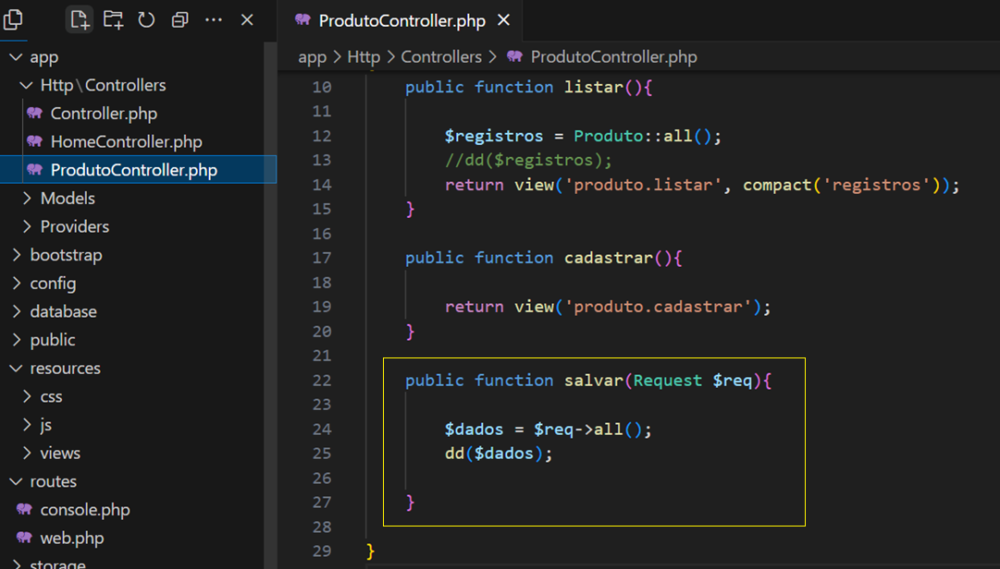 app
Http\Controllers
Controller.php
HomeController.php
ProdutoController.php
Models
Providers
bootstrap
config
database
public
resources
css
js
views
routes
console.php
web.php
storage
ProdutoController.php
app > Http > Controllers > ProdutoController.php
10 public function listar(){
11
12 $registros = Produto::all();
13 //dd($registros);
14 return view('produto.listar', compact('registros'));
15 }
16
17 public function cadastrar(){
18
19 return view('produto.cadastrar');
20 }
21
22 public function salvar(Request $req){
23
24 $dados = $req->all();
25 dd($dados);
26
27 }
28
29 }